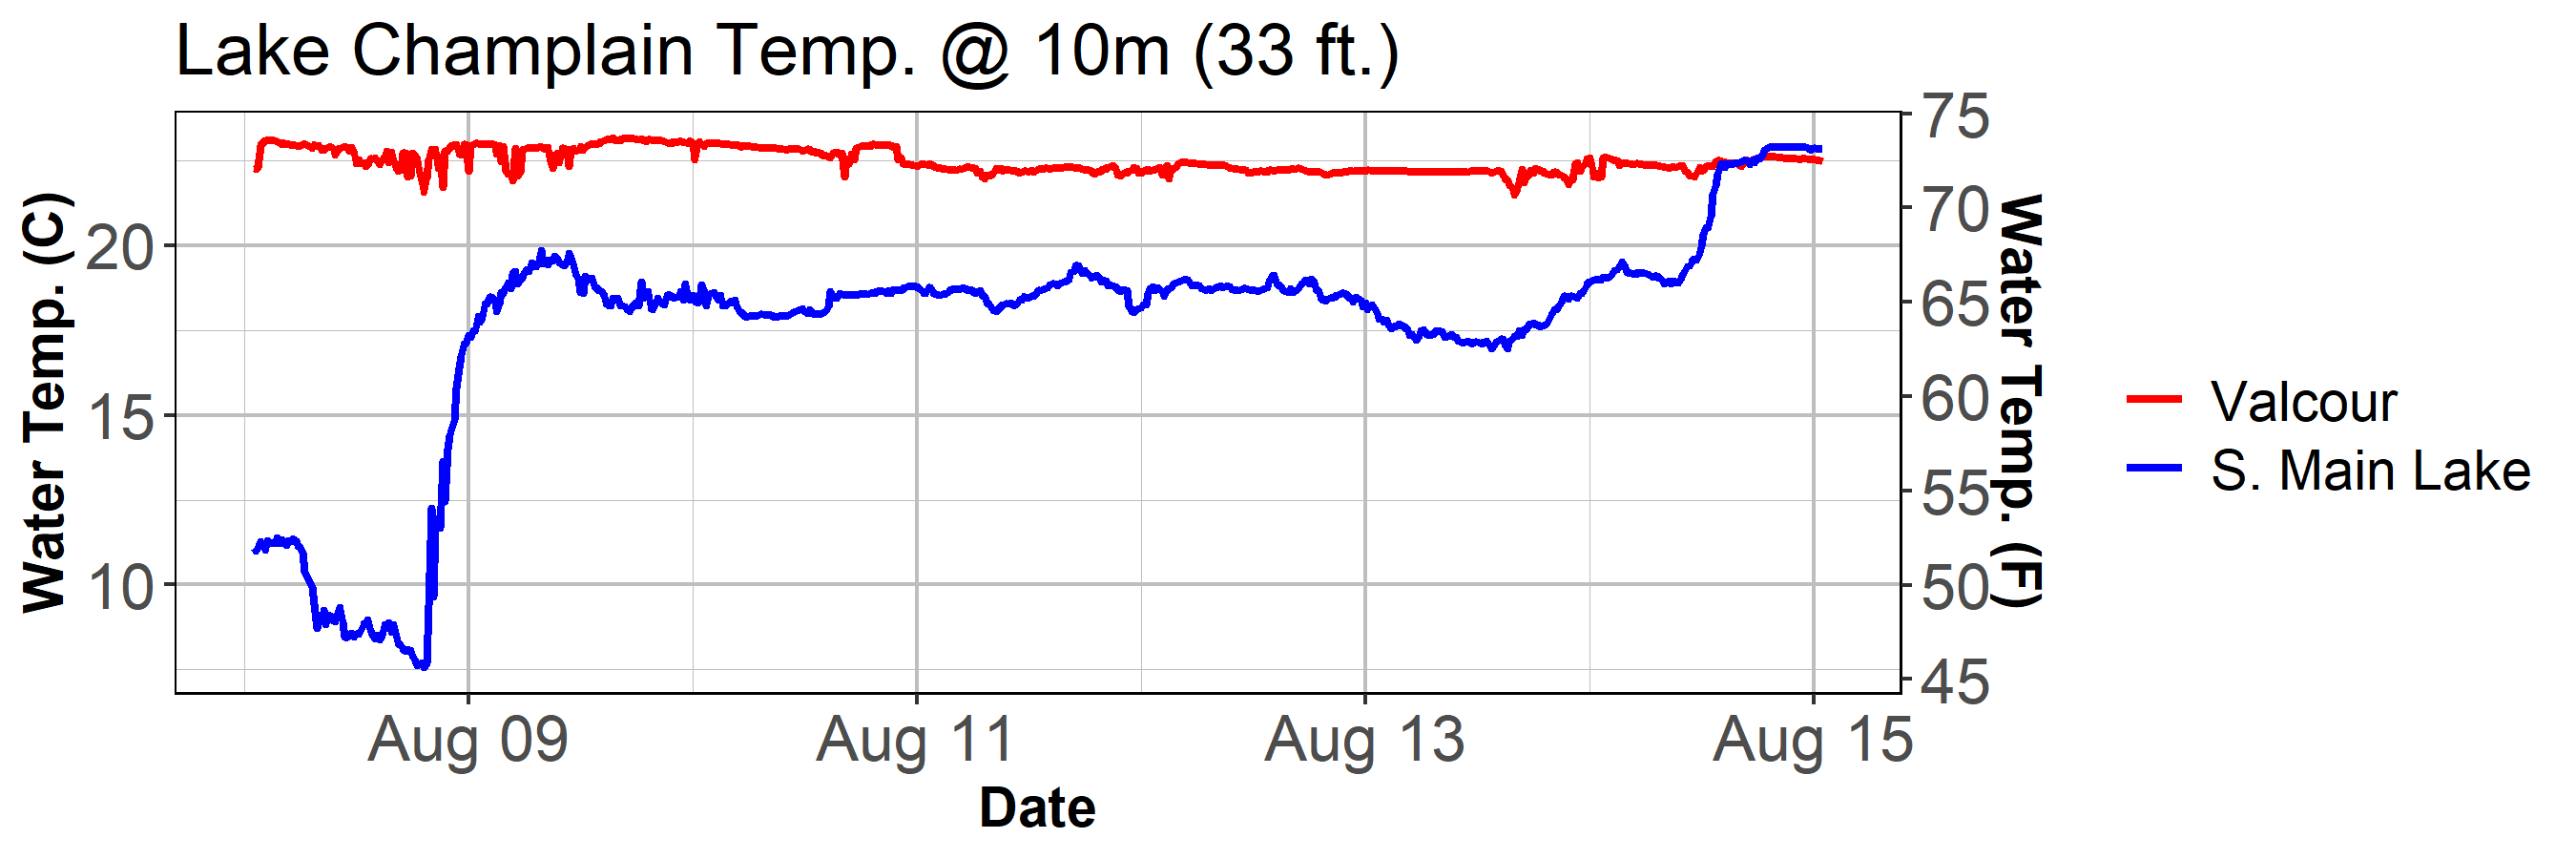 Lake Champlain Temp. @ 10m (33 ft.)
Water Temp. (C)
20
15
10
75
70
65
60
55
50
45
Water Temp. (F)
Aug 09
Aug 11
Aug 13
Aug 15
Date
Valcour
S. Main Lake